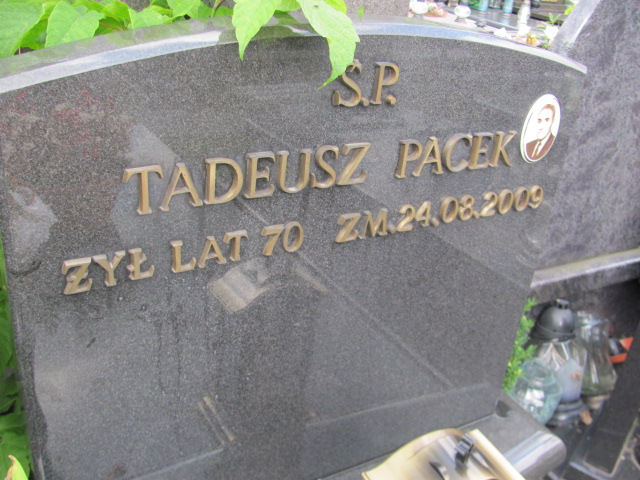 Ś.P.
TADEUSZ PACEK
ŻYŁ LAT 70 ZM.24.08.2009